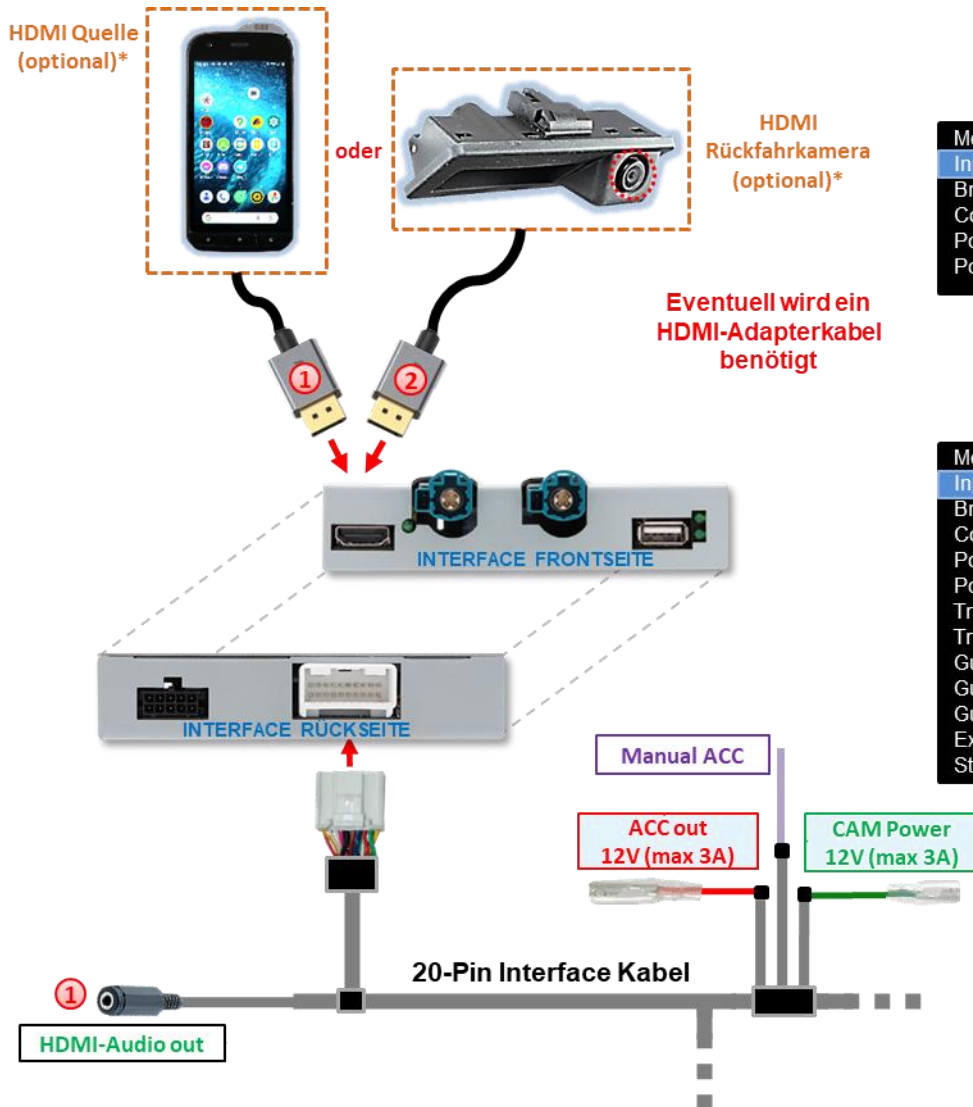 HDMI Quelle
(optional)*
oder
HDMI
Rückfahrkamera
(optional)*
Eventuell wird ein
HDMI-Adapterkabel
benötigt
1
2
INTERFACE FRONTSEITE
INTERFACE RÜCKSEITE
Manual ACC
ACC out
12V (max 3A)
CAM Power
12V (max 3A)
20-Pin Interface Kabel
1
HDMI-Audio out